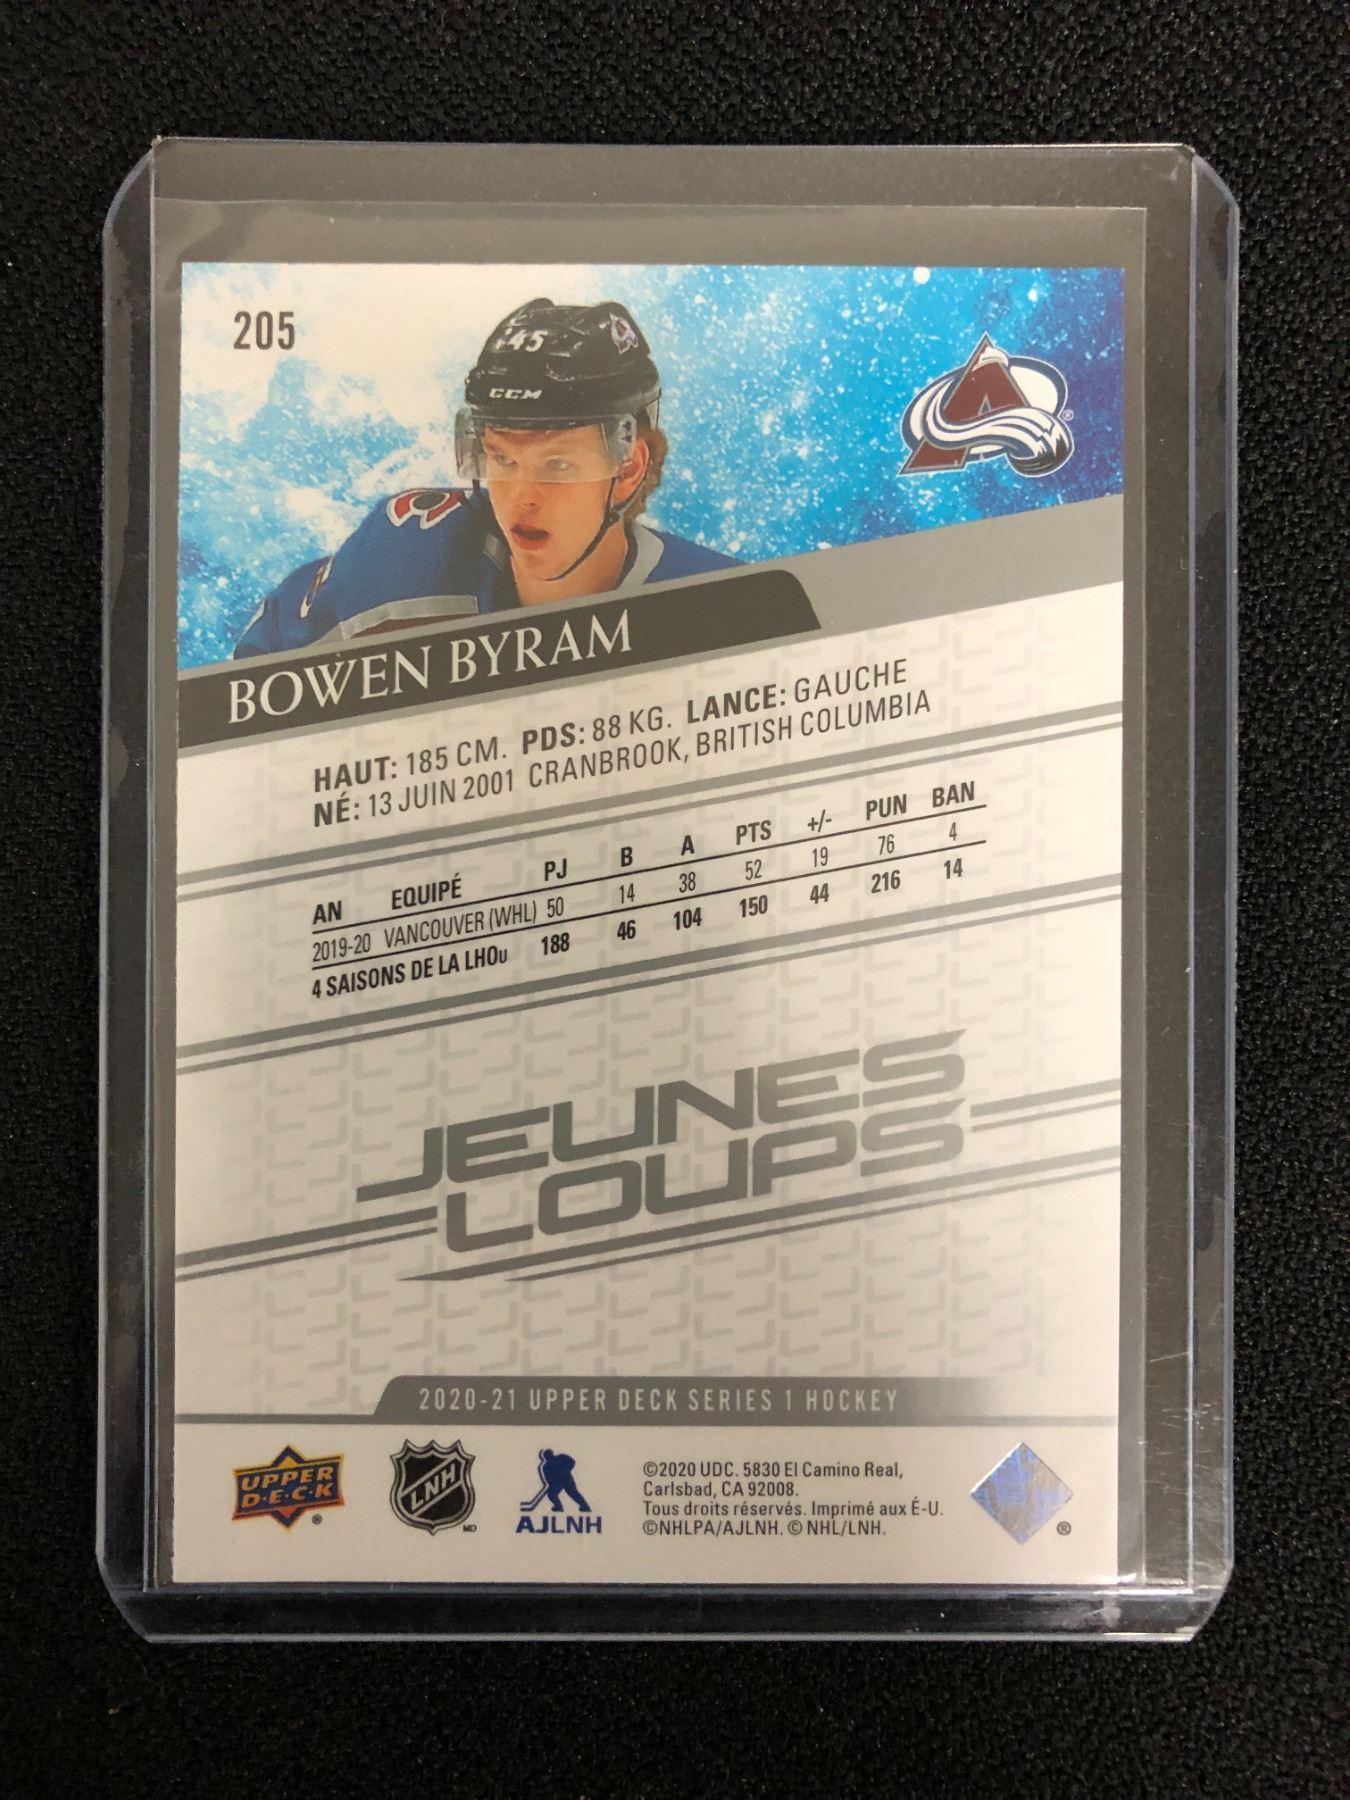 205
45
CCM
BOWEN BYRAM
HAUT: 185 CM. PDS: 88 KG. LANCE: GAUCHE
NÉ: 13 JUIN 2001 CRANBROOK, BRITISH COLUMBIA
AN EQUIPÉ PJ B A PTS +/- PUN BAN
2019-20 VANCOUVER (WHL) 50 14 38 52 19 76 4
4 SAISONS DE LA LHOU 188 46 104 150 44 216 14
JEUNES
LOUPS
2020-21 UPPER DECK SERIES 1 HOCKEY
UPPER
D·E·C·K
®
LNH
MD
AJLNH
©2020 UDC. 5830 El Camino Real,
Carlsbad, CA 92008.
Tous droits réservés. Imprimé aux É-U.
©NHLPA/AJLNH. © NHL/LNH.
®